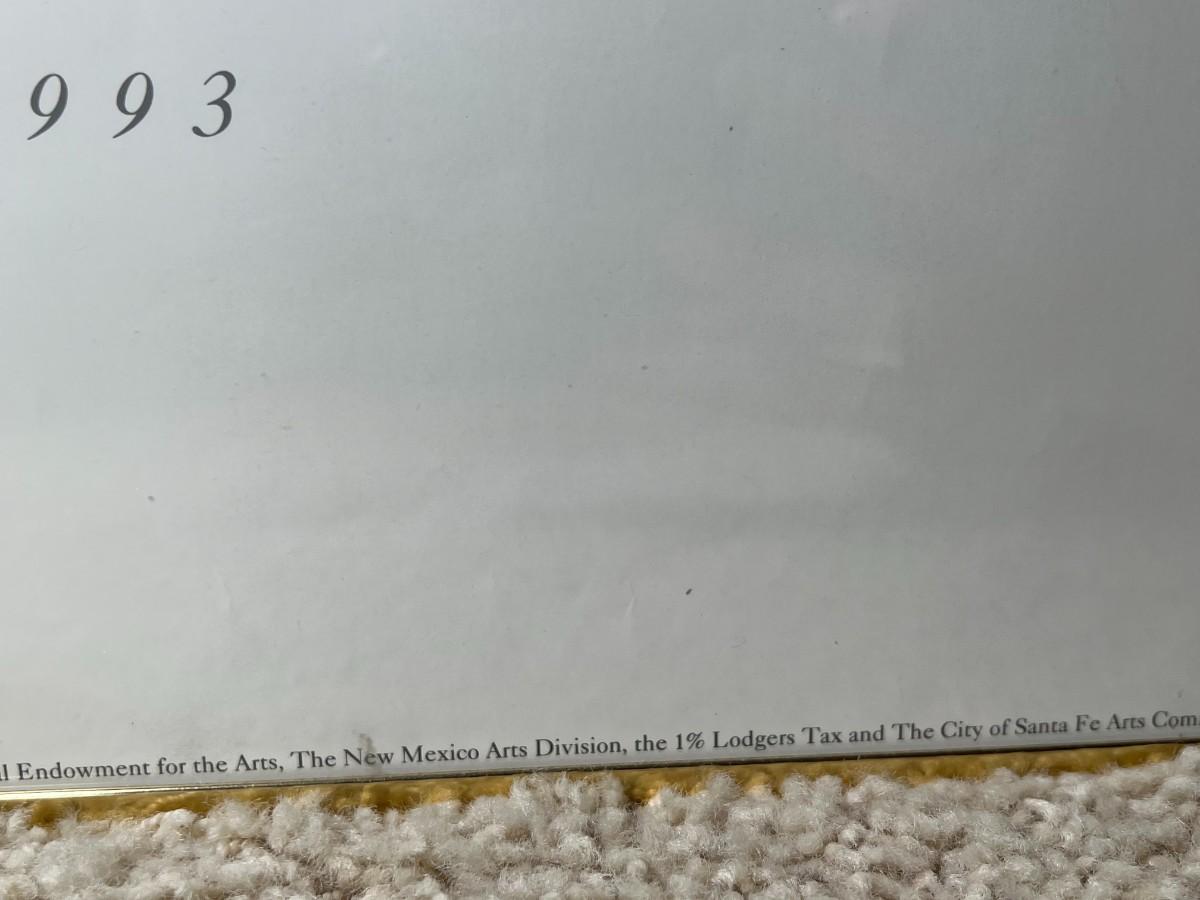 993
l Endowment for the Arts, The New Mexico Arts Division, the 1% Lodgers Tax and The City of Santa Fe Arts Com